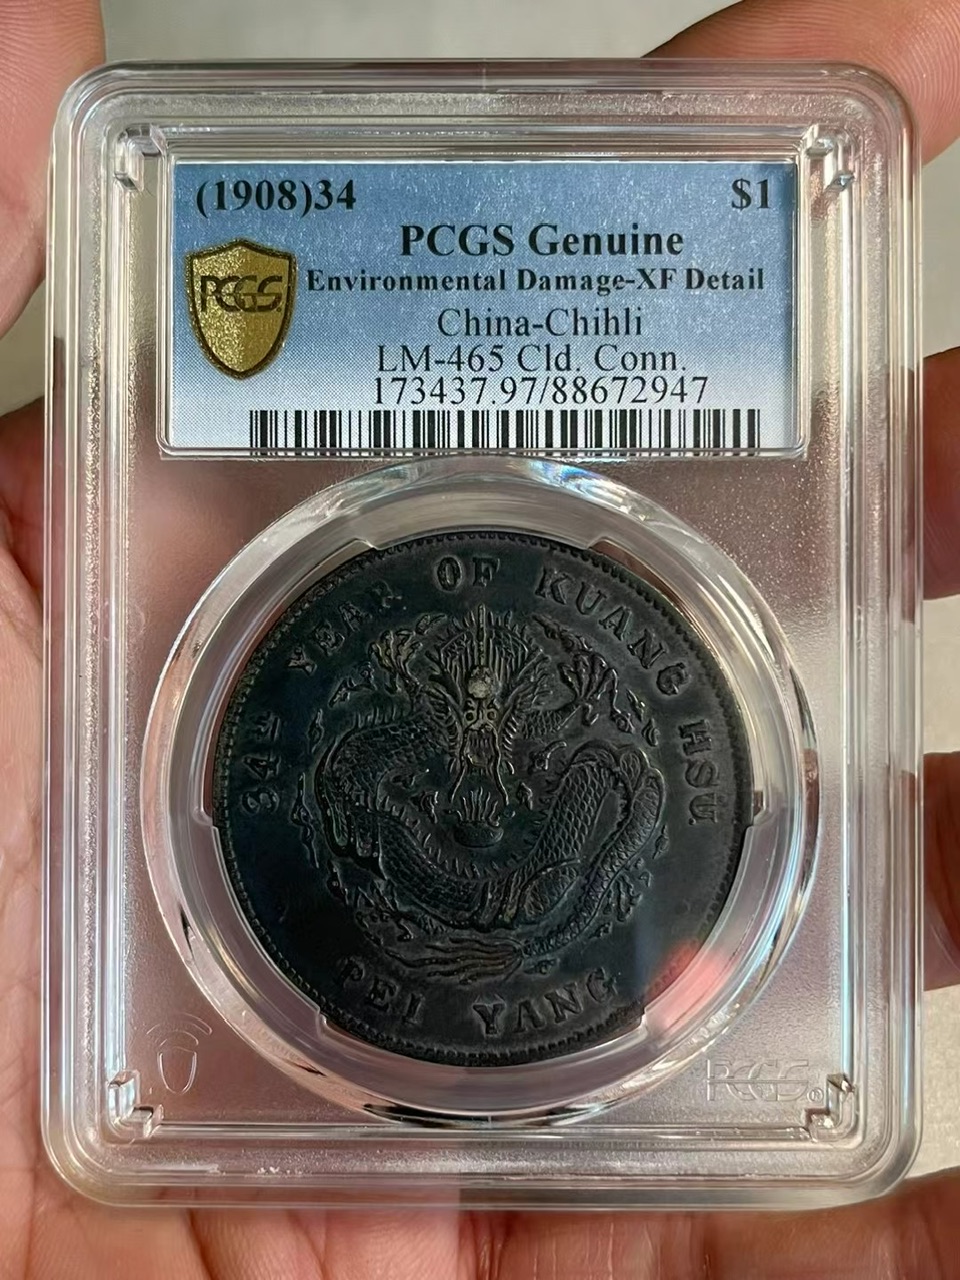 (1908)34 $1
PCGS Genuine
PCGS
Environmental Damage-XF Detail
China-Chihli
LM-465 Cld. Conn.
173437.97/88672947
34TH YEAR OF KUANG HSÜ
PEI YANG
PCGS